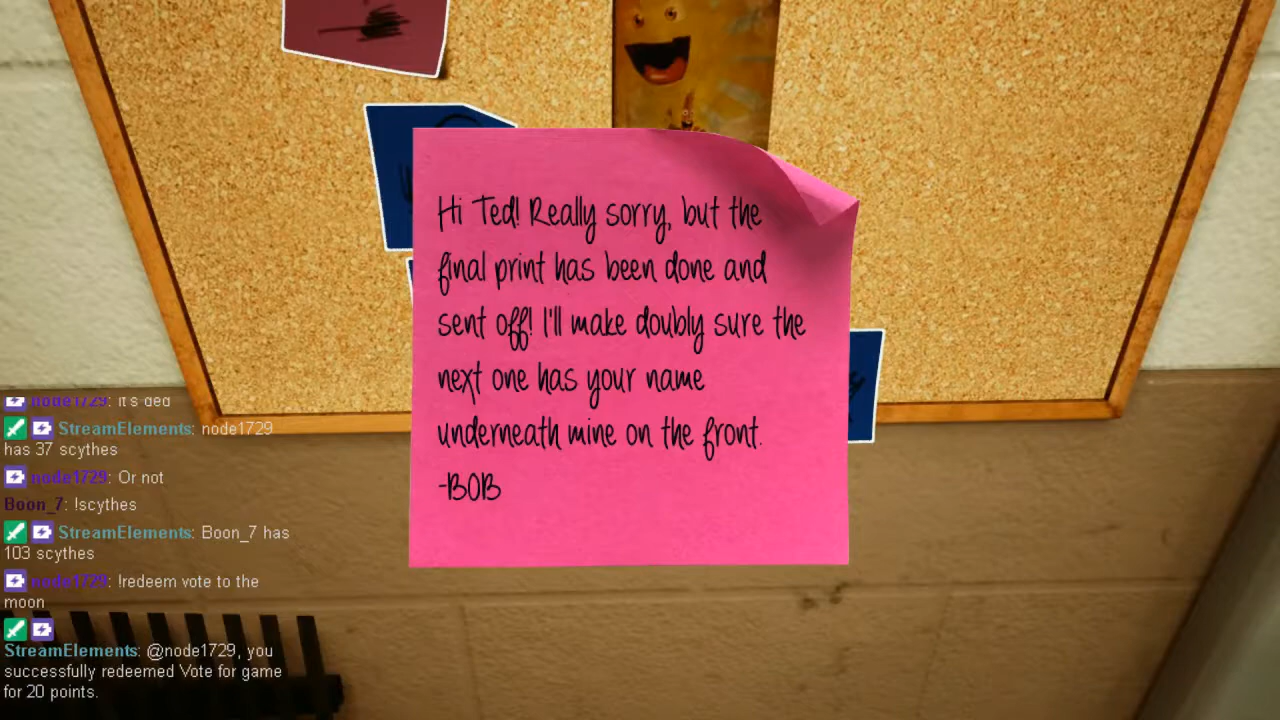 Hi Ted! Really sorry, but the
final print has been done and
sent off! I'll make doubly sure the
next one has your name
underneath mine on the front.
-BOB
node1729: it's ded
StreamElements: node1729
has 37 scythes
node1729: Or not
Boon_7: !scythes
StreamElements: Boon_7 has
103 scythes
node1729: !redeem vote to the
moon
StreamElements: @node1729, you
successfully redeemed Vote for game
for 20 points.